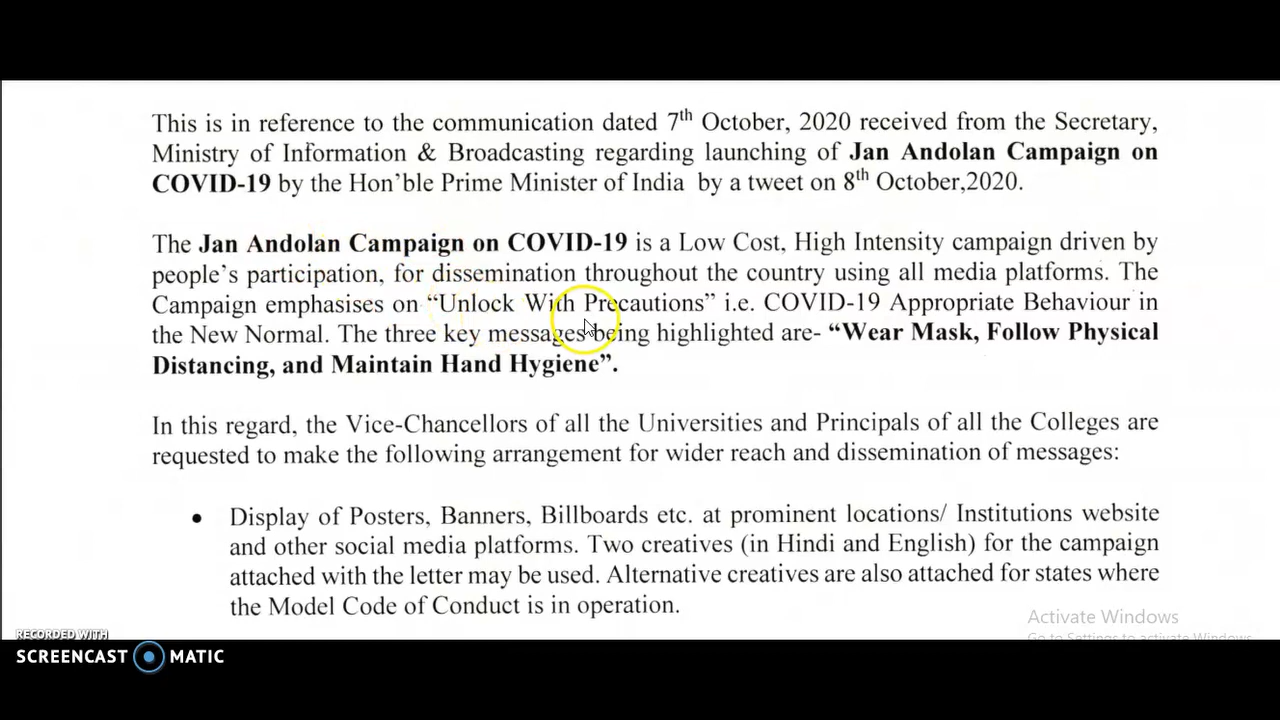 This is in reference to the communication dated 7th October, 2020 received from the Secretary,
Ministry of Information & Broadcasting regarding launching of Jan Andolan Campaign on
COVID-19 by the Hon'ble Prime Minister of India by a tweet on 8th October,2020.
The Jan Andolan Campaign on COVID-19 is a Low Cost, High Intensity campaign driven by
people's participation, for dissemination throughout the country using all media platforms. The
Campaign emphasises on “Unlock With Precautions” i.e. COVID-19 Appropriate Behaviour in
the New Normal. The three key messages being highlighted are- “Wear Mask, Follow Physical
Distancing, and Maintain Hand Hygiene”.
In this regard, the Vice-Chancellors of all the Universities and Principals of all the Colleges are
requested to make the following arrangement for wider reach and dissemination of messages:
• Display of Posters, Banners, Billboards etc. at prominent locations/ Institutions website
and other social media platforms. Two creatives (in Hindi and English) for the campaign
attached with the letter may be used. Alternative creatives are also attached for states where
the Model Code of Conduct is in operation.
Activate Windows
Go to Settings to activate Windows.
RECORDED WITH
SCREENCAST MATIC